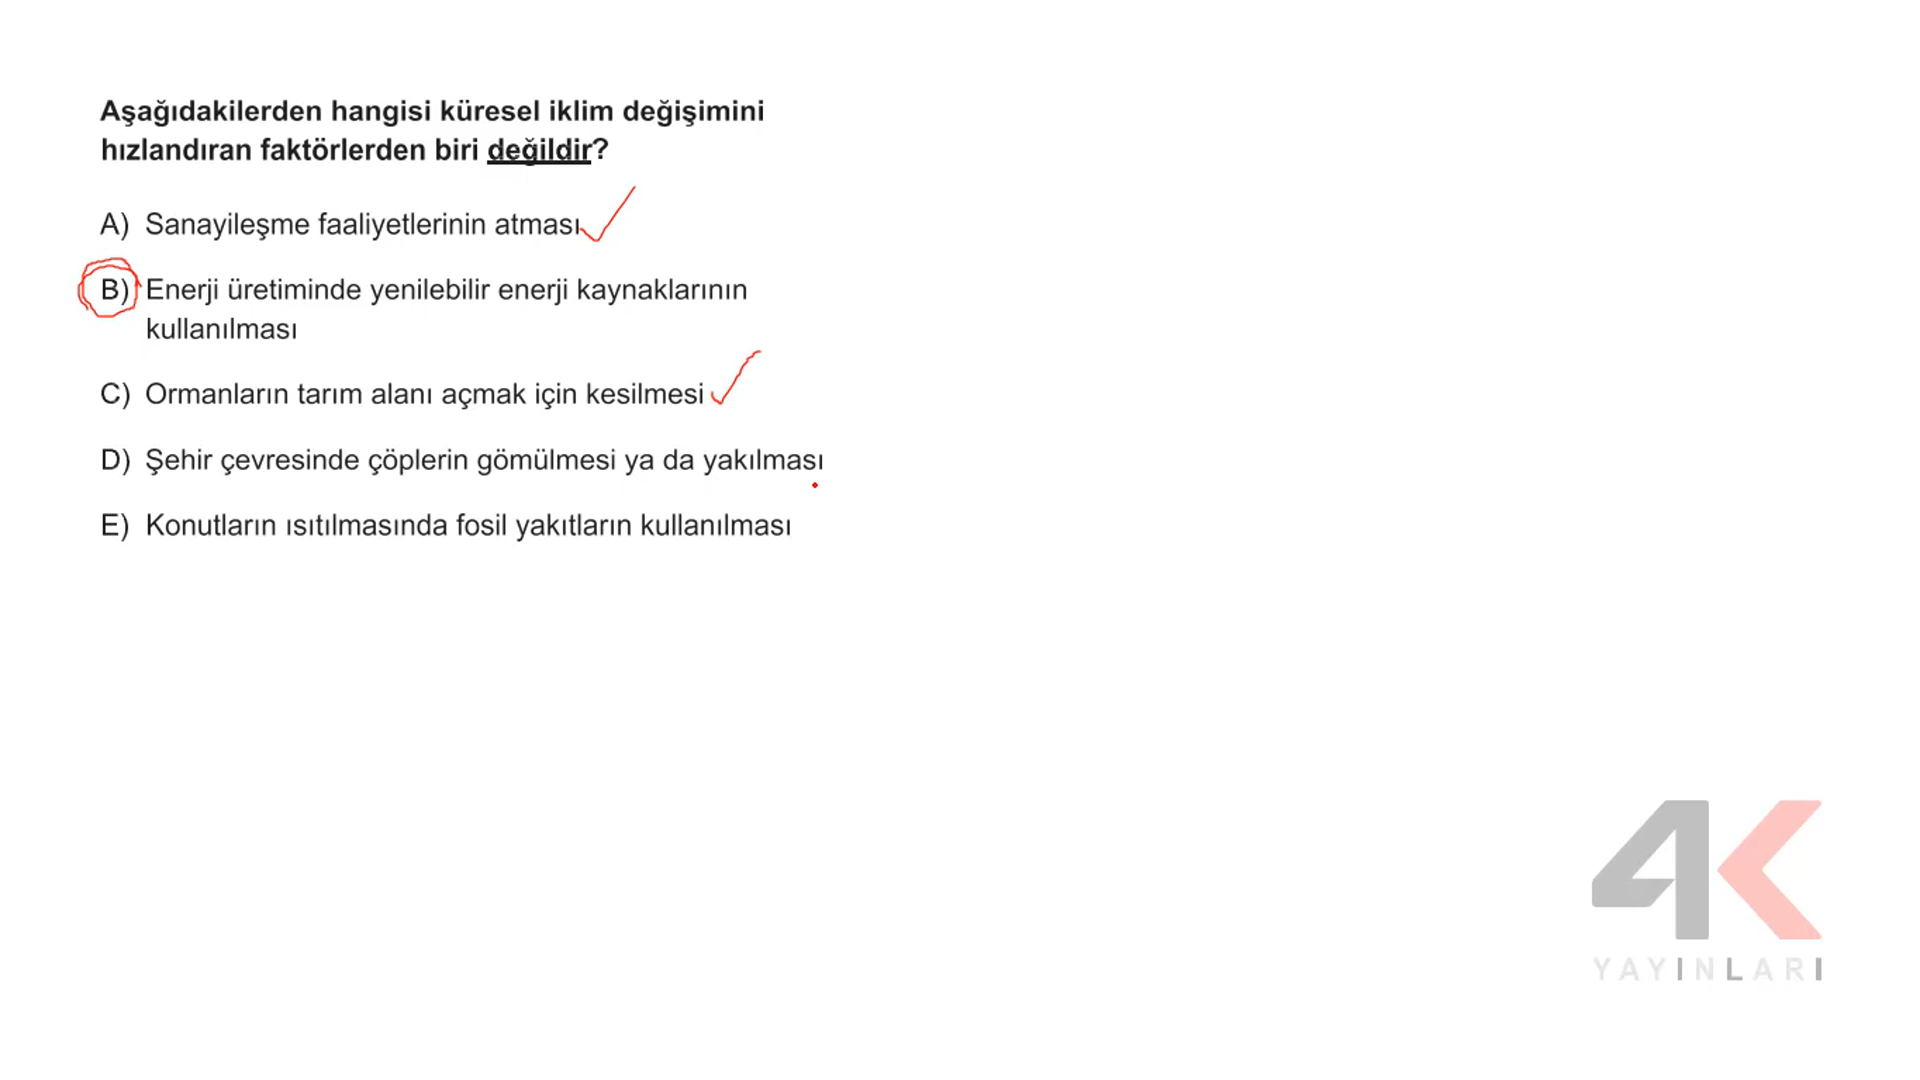 Aşağıdakilerden hangisi küresel iklim değişimini
hızlandıran faktörlerden biri değildir?
A) Sanayileşme faaliyetlerinin atması
B) Enerji üretiminde yenilebilir enerji kaynaklarının
kullanılması
C) Ormanların tarım alanı açmak için kesilmesi
D) Şehir çevresinde çöplerin gömülmesi ya da yakılması
E) Konutların ısıtılmasında fosil yakıtların kullanılması
4K
YAYINLARI